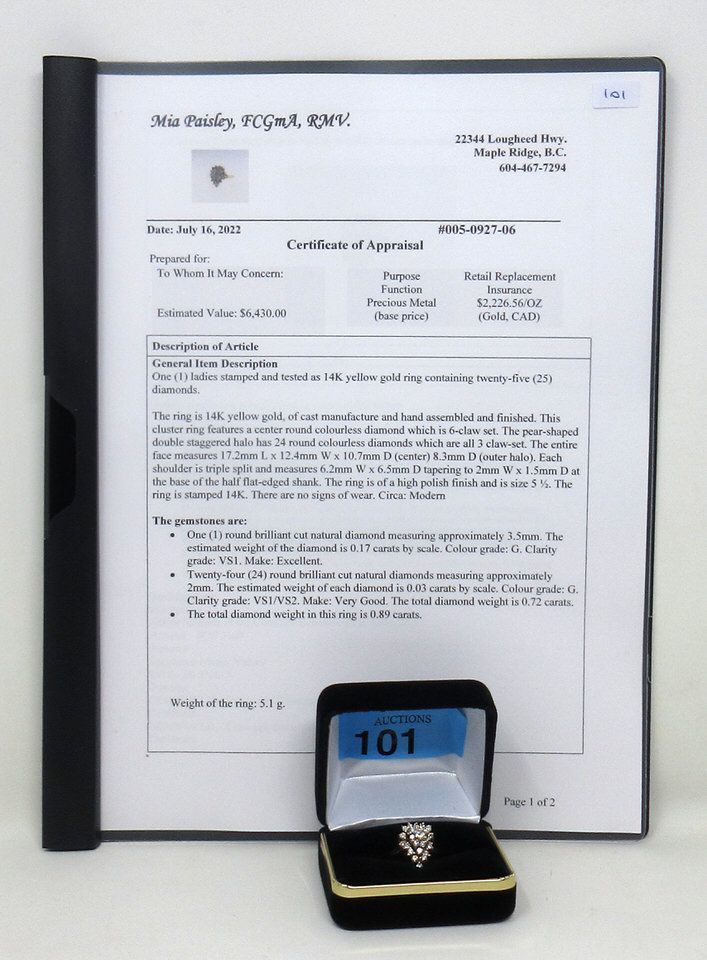 101
Mia Paisley, FCGmA, RMV.
22344 Lougheed Hwy.
Maple Ridge, B.C.
604-467-7294
Date: July 16, 2022
#005-0927-06
Certificate of Appraisal
Prepared for:
To Whom It May Concern:
Estimated Value: $6,430.00
Purpose Retail Replacement
Function Insurance
Precious Metal $2,226.56/OZ
(base price) (Gold, CAD)
Description of Article
General Item Description
One (1) ladies stamped and tested as 14K yellow gold ring containing twenty-five (25)
diamonds.
The ring is 14K yellow gold, of cast manufacture and hand assembled and finished. This
cluster ring features a center round colourless diamond which is 6-claw set. The pear-shaped
double staggered halo has 24 round colourless diamonds which are all 3 claw-set. The entire
face measures 17.2mm L x 12.4mm W x 10.7mm D (center) 8.3mm D (outer halo). Each
shoulder is triple split and measures 6.2mm W x 6.5mm D tapering to 2mm W x 1.5mm D at
the base of the half flat-edged shank. The ring is of a high polish finish and is size 5 ½. The
ring is stamped 14K. There are no signs of wear. Circa: Modern
The gemstones are:
• One (1) round brilliant cut natural diamond measuring approximately 3.5mm. The
estimated weight of the diamond is 0.17 carats by scale. Colour grade: G. Clarity
grade: VS1. Make: Excellent.
• Twenty-four (24) round brilliant cut natural diamonds measuring approximately
2mm. The estimated weight of each diamond is 0.03 carats by scale. Colour grade: G.
Clarity grade: VS1/VS2. Make: Very Good. The total diamond weight is 0.72 carats.
• The total diamond weight in this ring is 0.89 carats.
Weight of the ring: 5.1 g.
Page 1 of 2
AUCTIONS
101